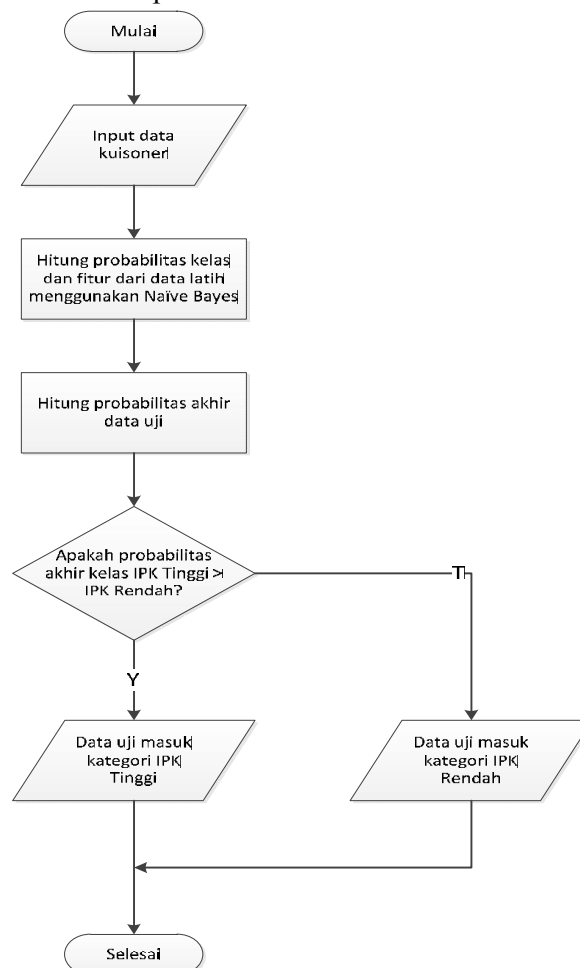 Mulai
Input data
kuisoner
Hitung probabilitas kelas
dan fitur dari data latih
menggunakan Naïve Bayes
Hitung probabilitas akhir
data uji
Apakah probabilitas
akhir kelas IPK Tinggi >
IPK Rendah?
T
Y
Data uji masuk
kategori IPK
Tinggi
Data uji masuk
kategori IPK
Rendah
Selesai